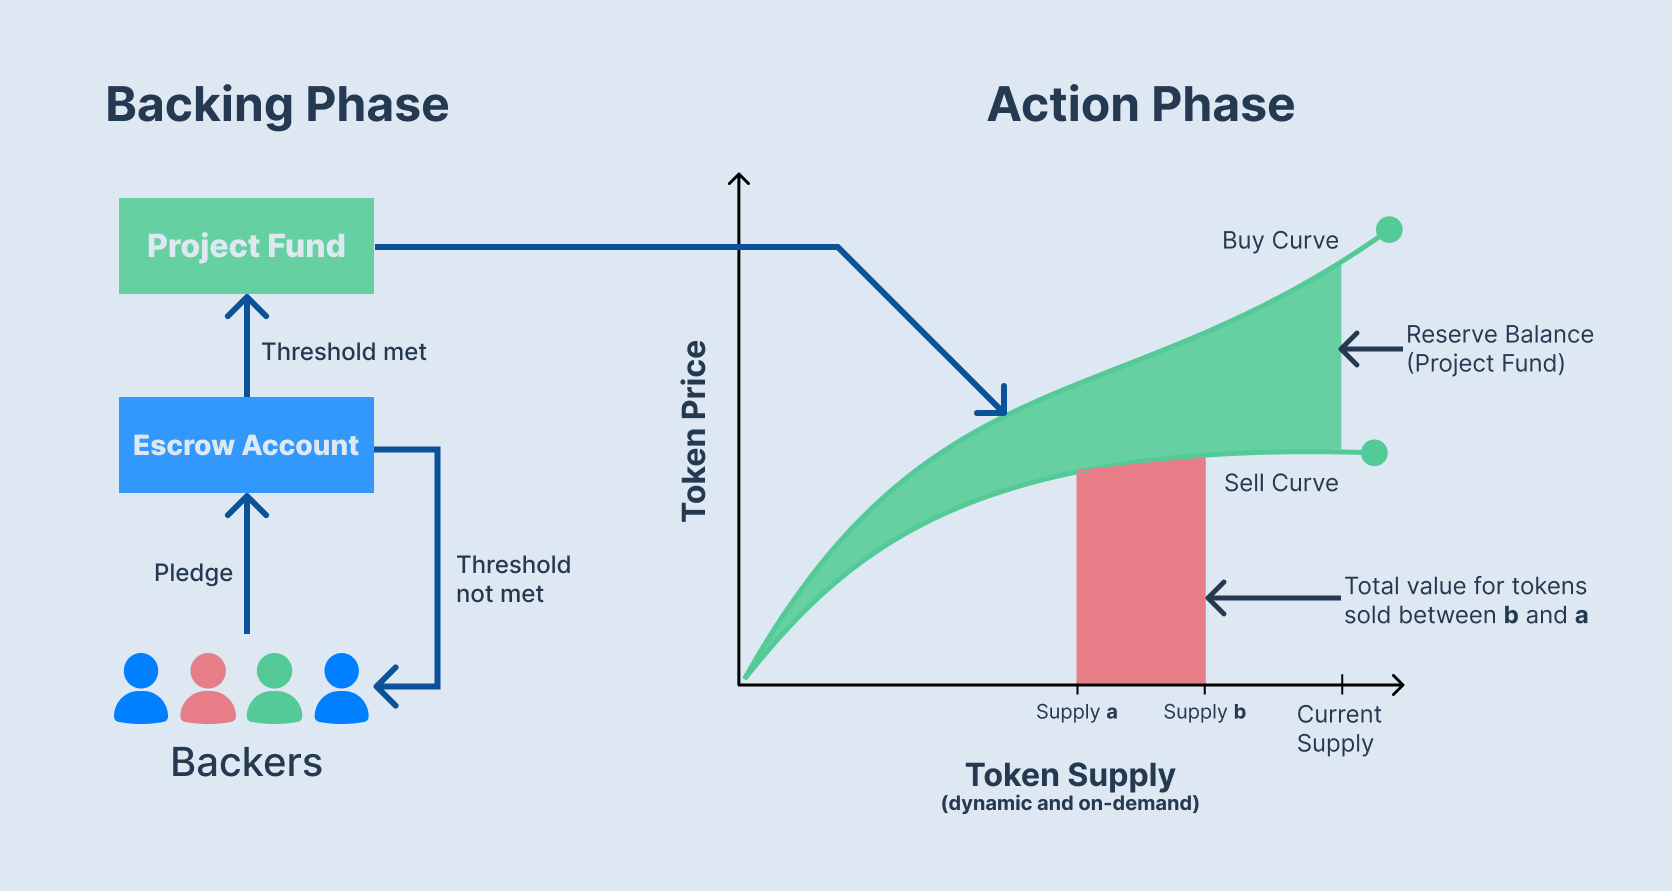 Backing Phase
Project Fund
Threshold met
Escrow Account
Pledge
Threshold
not met
Backers
Action Phase
Token Price
Buy Curve
Reserve Balance
(Project Fund)
Sell Curve
Total value for tokens
sold between b and a
Supply a
Supply b
Current
Supply
Token Supply
(dynamic and on-demand)